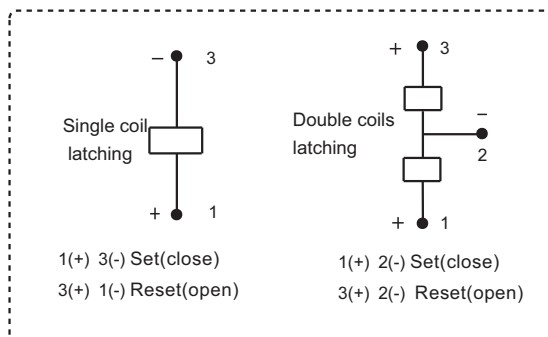 − 3
Single coil
latching
+ 1
1(+) 3(-) Set(close)
3(+) 1(-) Reset(open)
+ 3
Double coils
latching
−
2
+ 1
1(+) 2(-) Set(close)
3(+) 2(-) Reset(open)